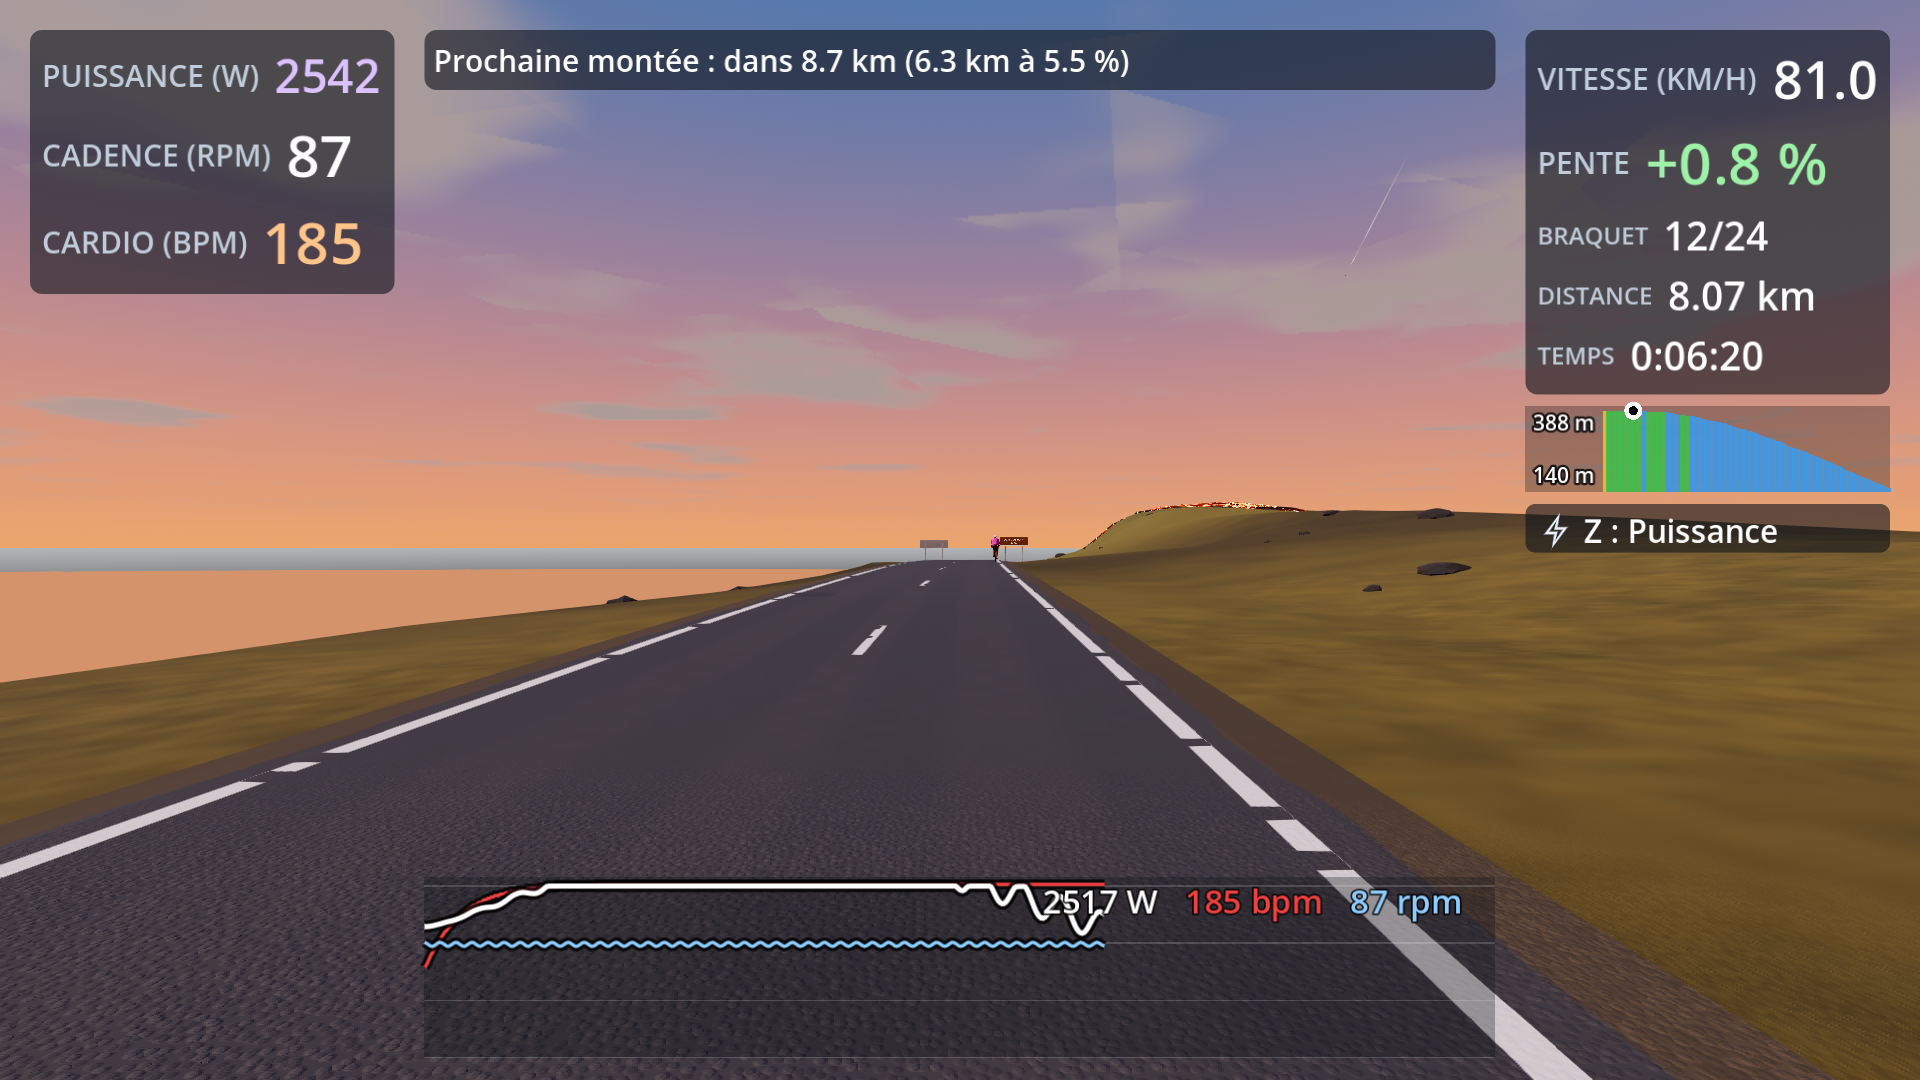 PUISSANCE (W) 2542
CADENCE (RPM) 87
CARDIO (BPM) 185
Prochaine montée : dans 8.7 km (6.3 km à 5.5 %)
VITESSE (KM/H) 81.0
PENTE +0.8 %
BRAQUET 12/24
DISTANCE 8.07 km
TEMPS 0:06:20
388 m
140 m
Z : Puissance
2517 W 185 bpm 87 rpm